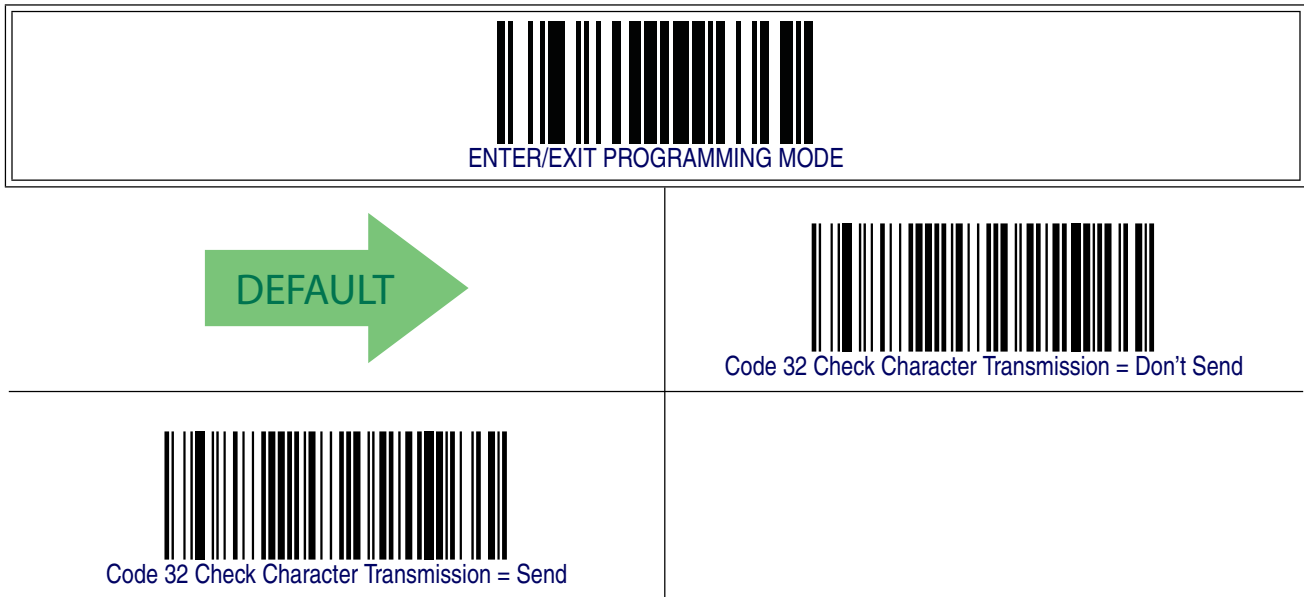 ENTER/EXIT PROGRAMMING MODE
DEFAULT
Code 32 Check Character Transmission = Don't Send
Code 32 Check Character Transmission = Send